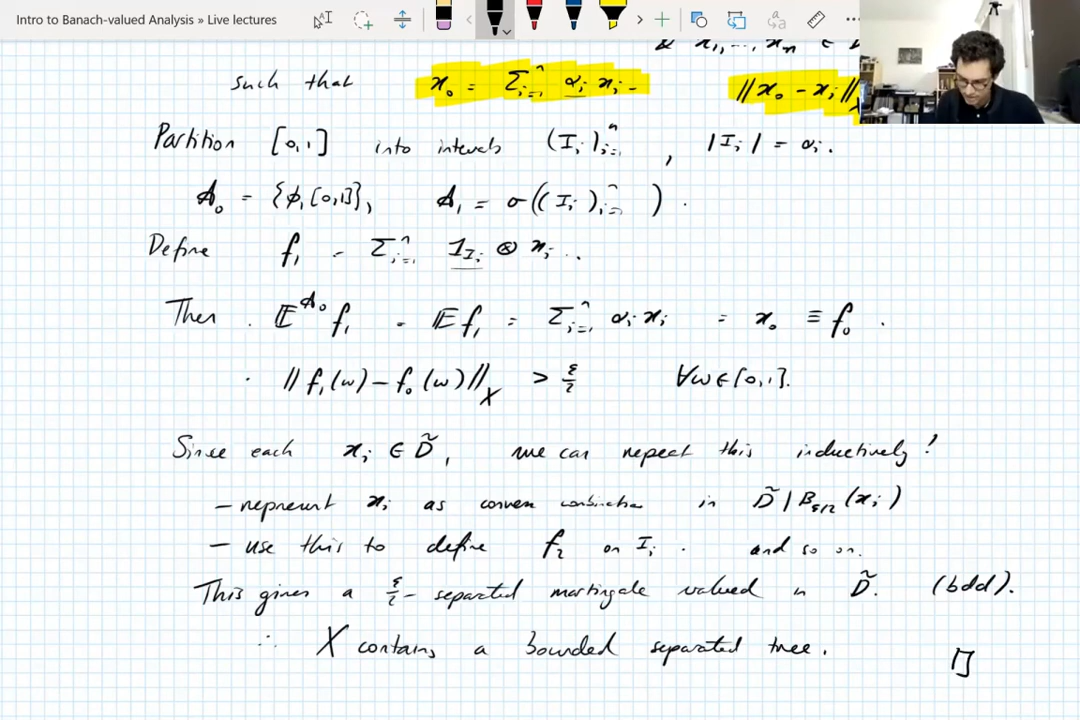 Intro to Banach-valued Analysis » Live lectures
& x₁, ..., xₙ ∈
such that x₀ = Σᵢ₌₁ⁿ αᵢ xᵢ ‖x₀ - xᵢ‖
Partition [0,1] into intervals (Iᵢ)ᵢ₌₁ⁿ, |Iᵢ| = αᵢ.
𝒜₀ = {φ, [0,1]}, 𝒜₁ = σ((Iᵢ)ᵢ₌₁ⁿ).
Define f₁ = Σᵢ₌₁ⁿ 1_{Iᵢ} ⊗ xᵢ.
Then · 𝔼^{𝒜₀} f₁ = 𝔼f₁ = Σᵢ₌₁ⁿ αᵢ xᵢ = x₀ ≡ f₀.
· ‖f₁(ω) - f₀(ω)‖_X > ε/2 ∀ω∈[0,1].
Since each xᵢ ∈ D̃, we can repeat this inductively!
- represent xᵢ as convex combination in D̃ \ B_{ε/2}(xᵢ)
- use this to define f₂ on Iᵢ. and so on.
This gives a ε/2 - separated martingale valued in D̃. (bdd).
∴ X contains a bounded separated tree. □